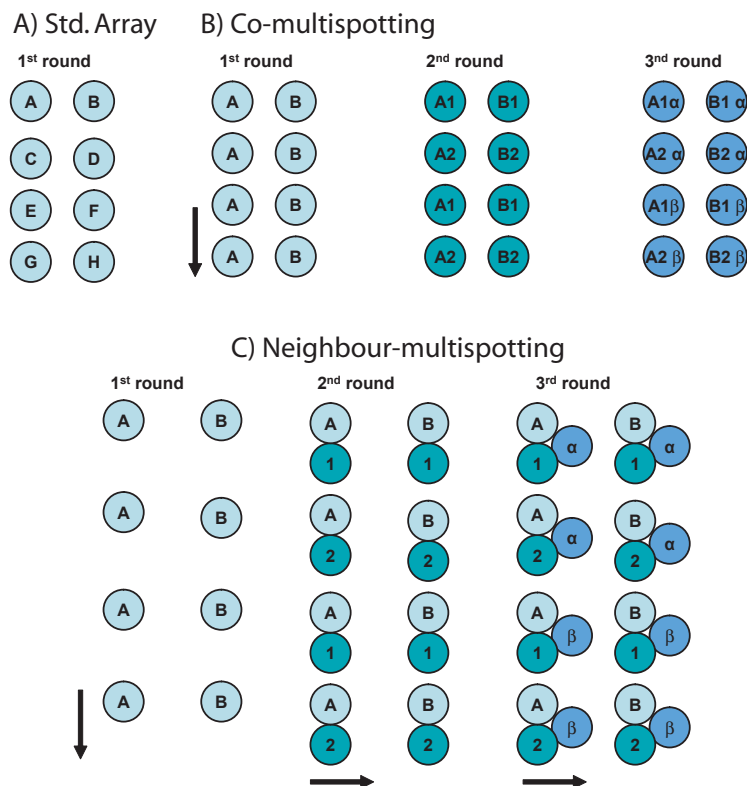 A) Std. Array B) Co-multispotting
1st round 1st round 2nd round 3nd round
A B A B A1 B1 A1α B1 α
C D A B A2 B2 A2 α B2 α
E F A B A1 B1 A1β B1 β
G H A B A2 B2 A2 β B2 β
C) Neighbour-multispotting
1st round 2nd round 3rd round
A B A B A B
1 1 1 α 1 α
A B A B A B
2 2 2 α 2 α
A B A B A B
1 1 1 β 1 β
A B A B A B
2 2 2 β 2 β